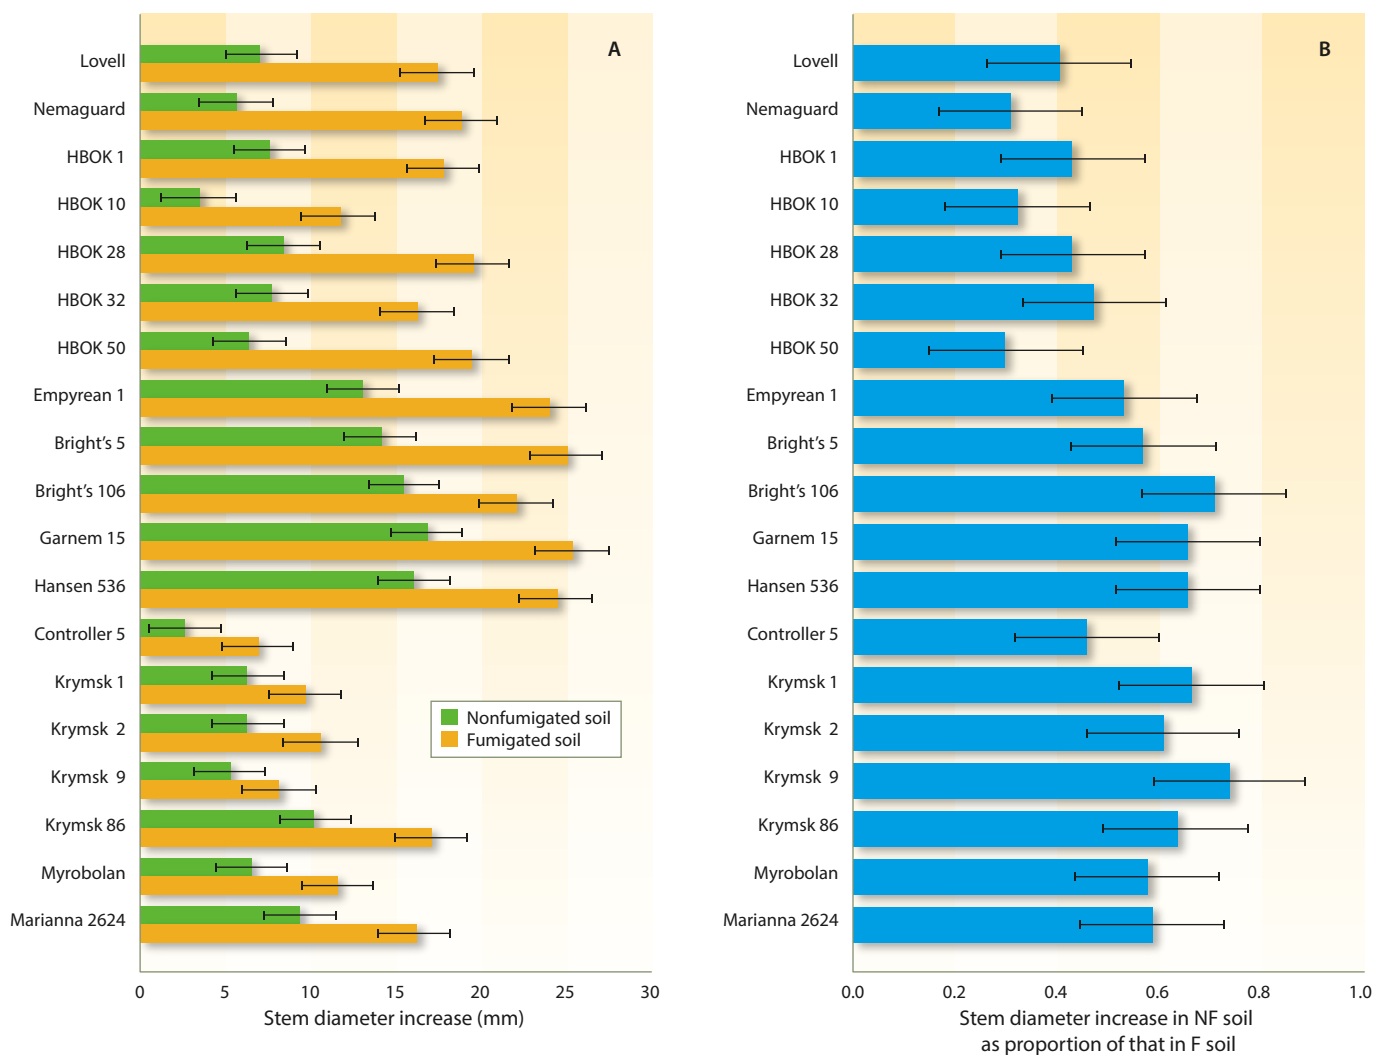 A
Lovell
Nemaguard
HBOK 1
HBOK 10
HBOK 28
HBOK 32
HBOK 50
Empyrean 1
Bright's 5
Bright's 106
Garnem 15
Hansen 536
Controller 5
Krymsk 1
Krymsk 2
Krymsk 9
Krymsk 86
Myrobolan
Marianna 2624
Nonfumigated soil
Fumigated soil
0 5 10 15 20 25 30
Stem diameter increase (mm)
B
Lovell
Nemaguard
HBOK 1
HBOK 10
HBOK 28
HBOK 32
HBOK 50
Empyrean 1
Bright's 5
Bright's 106
Garnem 15
Hansen 536
Controller 5
Krymsk 1
Krymsk 2
Krymsk 9
Krymsk 86
Myrobolan
Marianna 2624
0.0 0.2 0.4 0.6 0.8 1.0
Stem diameter increase in NF soil
as proportion of that in F soil